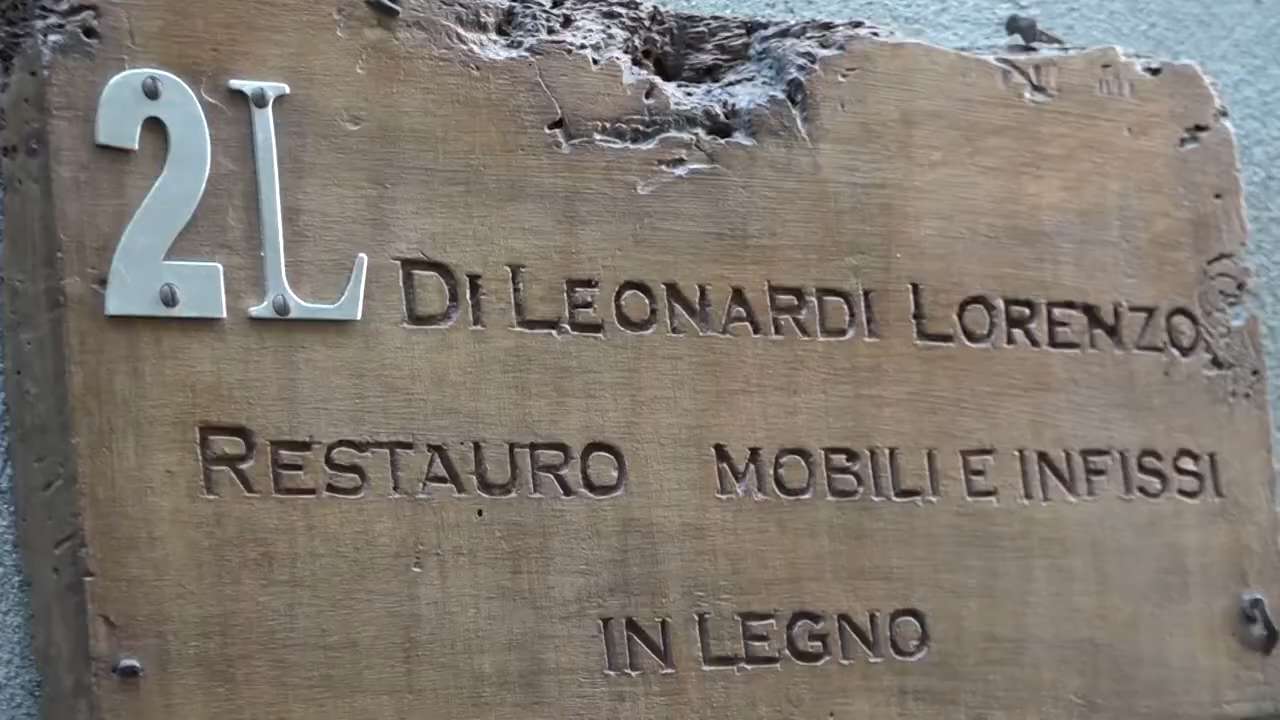 2L DI LEONARDI LORENZO
RESTAURO MOBILI E INFISSI
IN LEGNO